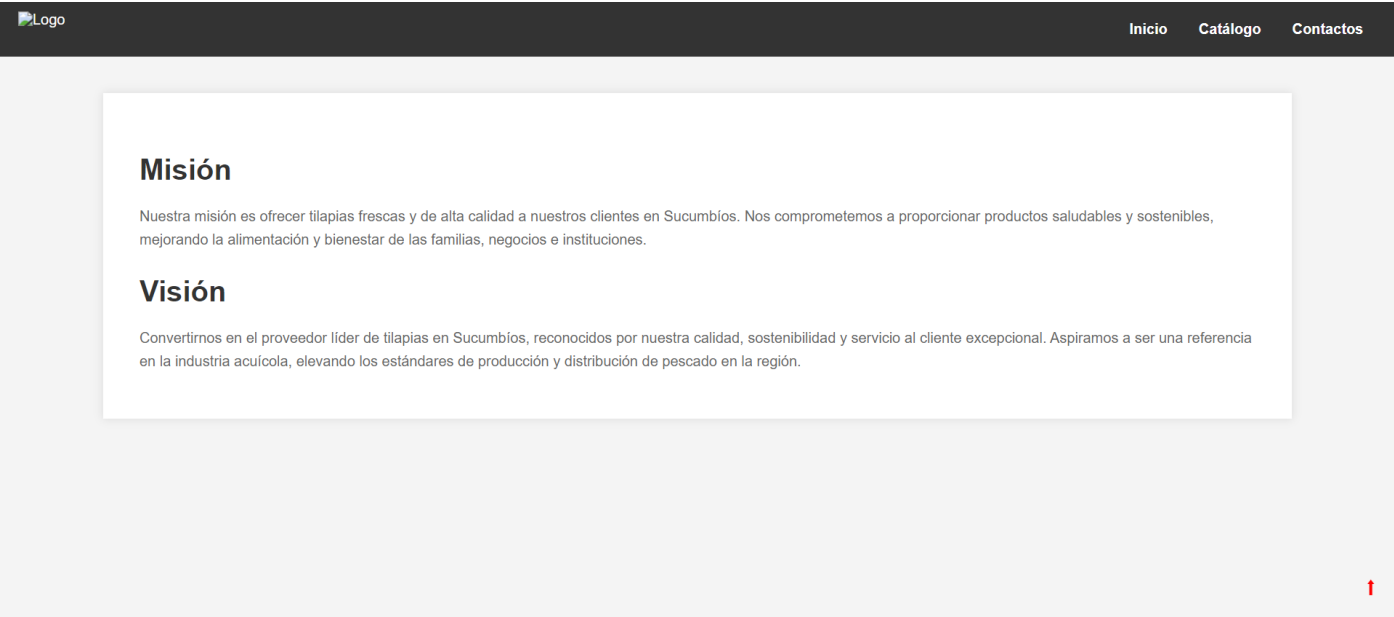 Logo
Inicio Catálogo Contactos
Misión
Nuestra misión es ofrecer tilapias frescas y de alta calidad a nuestros clientes en Sucumbíos. Nos comprometemos a proporcionar productos saludables y sostenibles,
mejorando la alimentación y bienestar de las familias, negocios e instituciones.
Visión
Convertirnos en el proveedor líder de tilapias en Sucumbíos, reconocidos por nuestra calidad, sostenibilidad y servicio al cliente excepcional. Aspiramos a ser una referencia
en la industria acuícola, elevando los estándares de producción y distribución de pescado en la región.